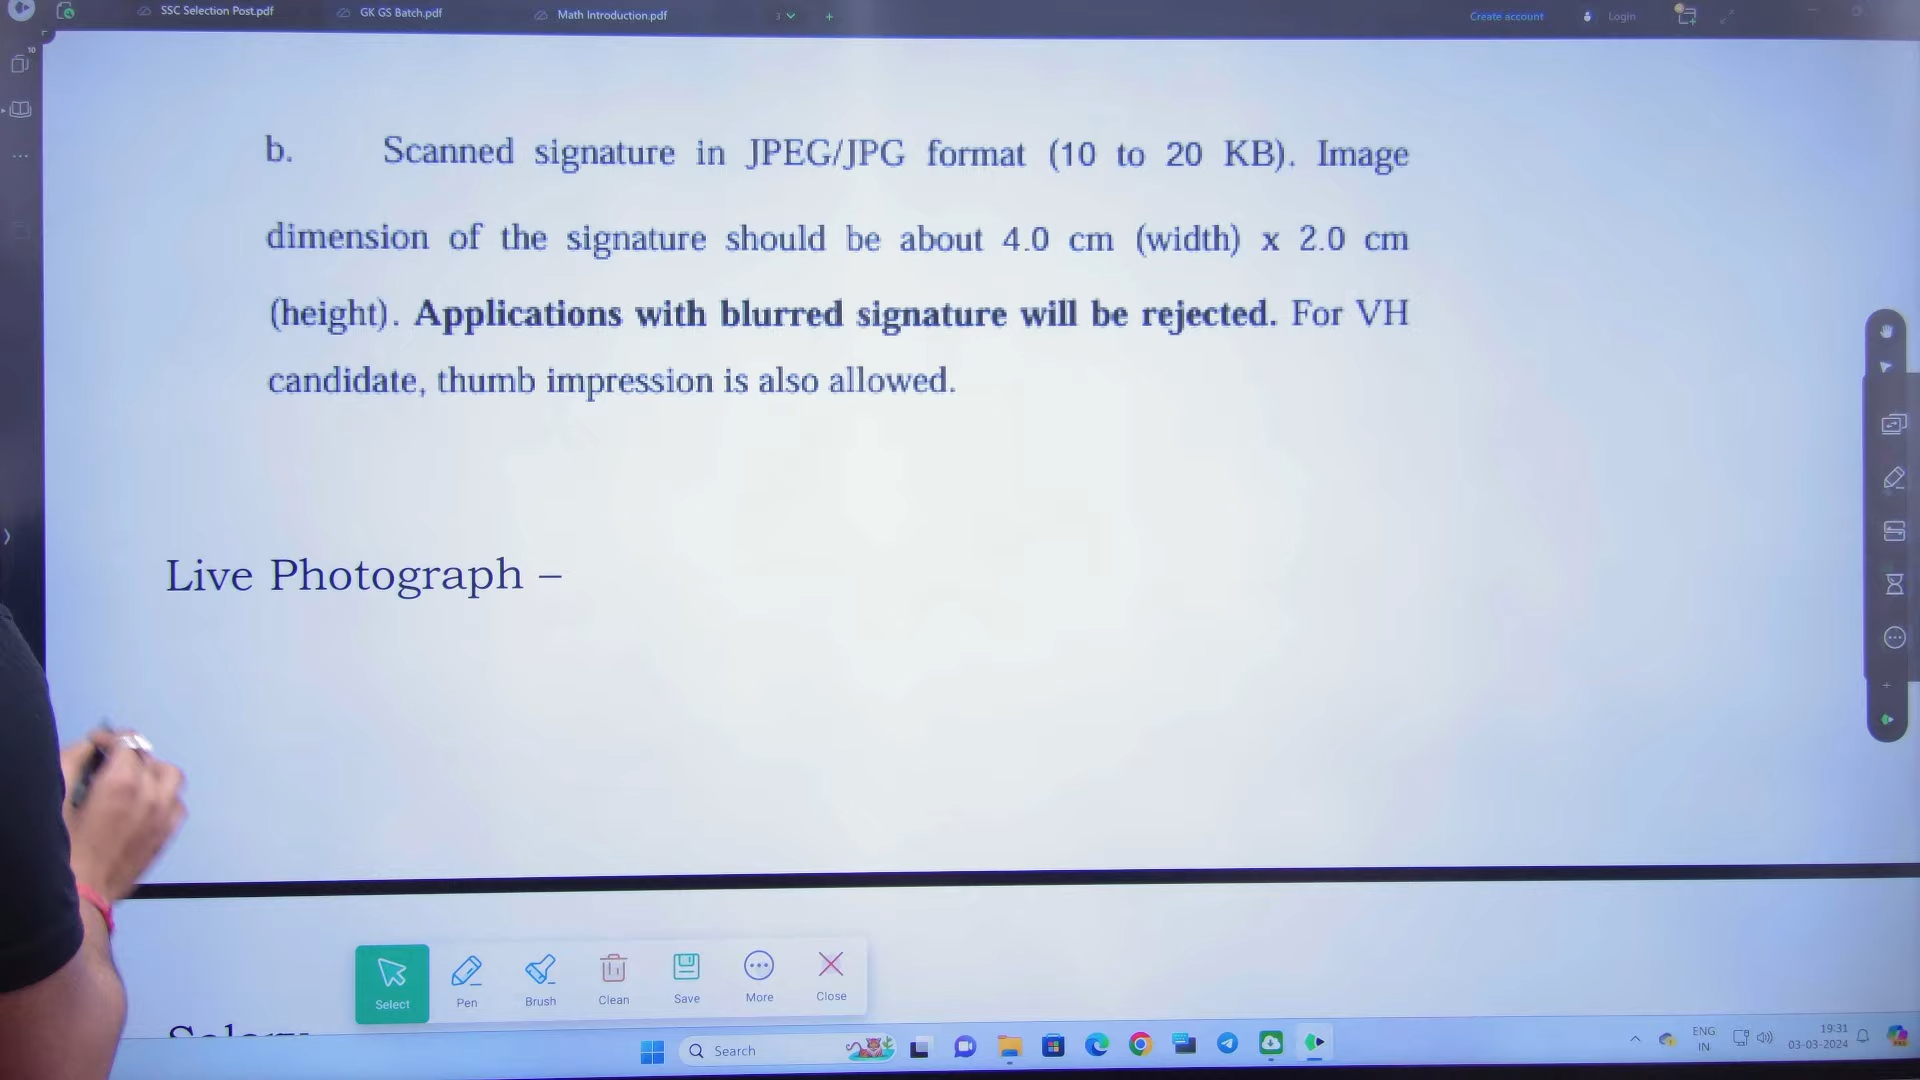 SSC Selection Post.pdf
GK GS Batch.pdf
Math Introduction.pdf
3
Create account
Login
10
b. Scanned signature in JPEG/JPG format (10 to 20 KB). Image
dimension of the signature should be about 4.0 cm (width) x 2.0 cm
(height). Applications with blurred signature will be rejected. For VH
candidate, thumb impression is also allowed.
Live Photograph –
Select
Pen
Brush
Clean
Save
More
Close
Salary
Search
ENG
IN
19:31
03-03-2024